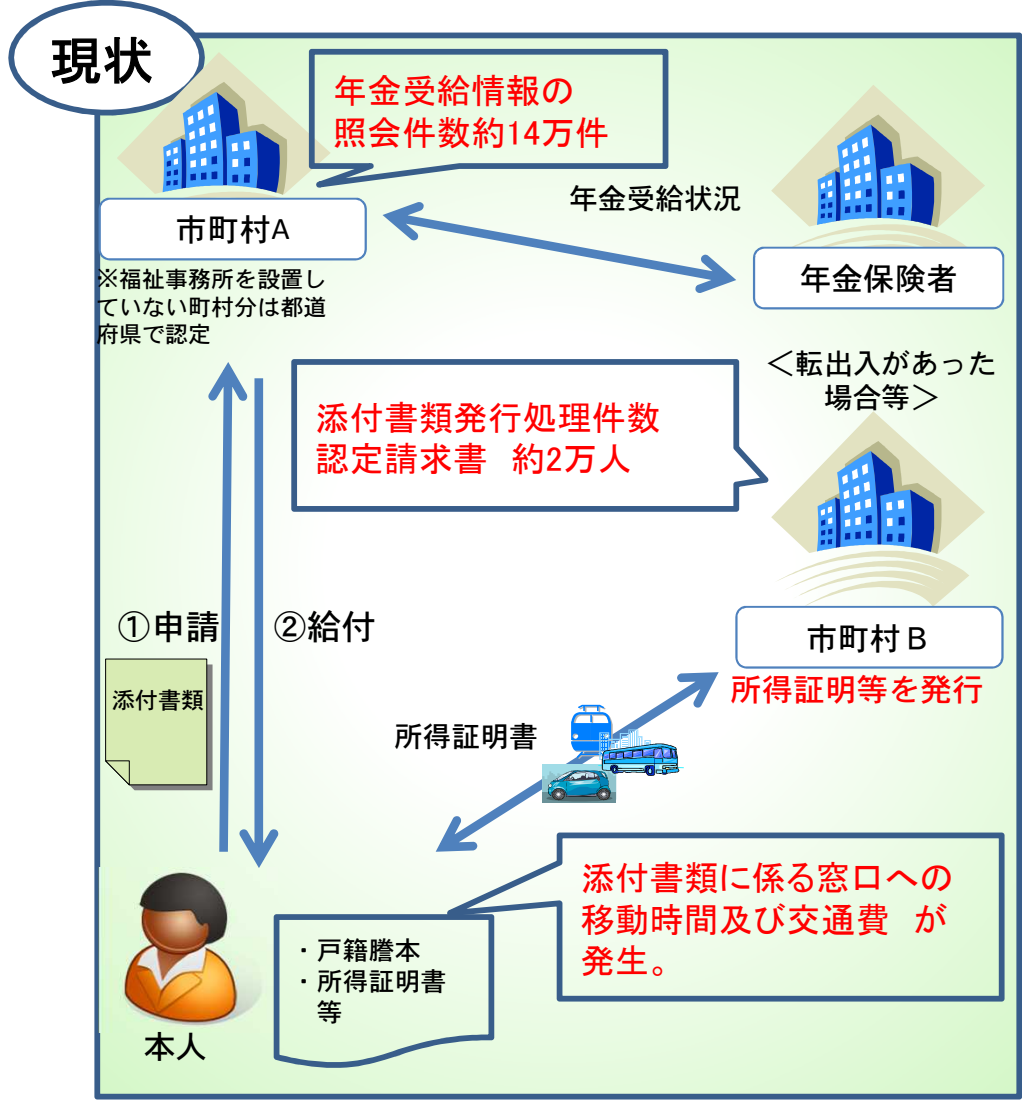 現状
年金受給情報の
照会件数約14万件
市町村A
※福祉事務所を設置し
ていない町村分は都道
府県で認定
年金受給状況
年金保険者
＜転出入があった
場合等＞
添付書類発行処理件数
認定請求書　約2万人
市町村Ｂ
所得証明等を発行
①申請
②給付
添付書類
所得証明書
添付書類に係る窓口への
移動時間及び交通費　が
発生。
・戸籍謄本
・所得証明書
等
本人